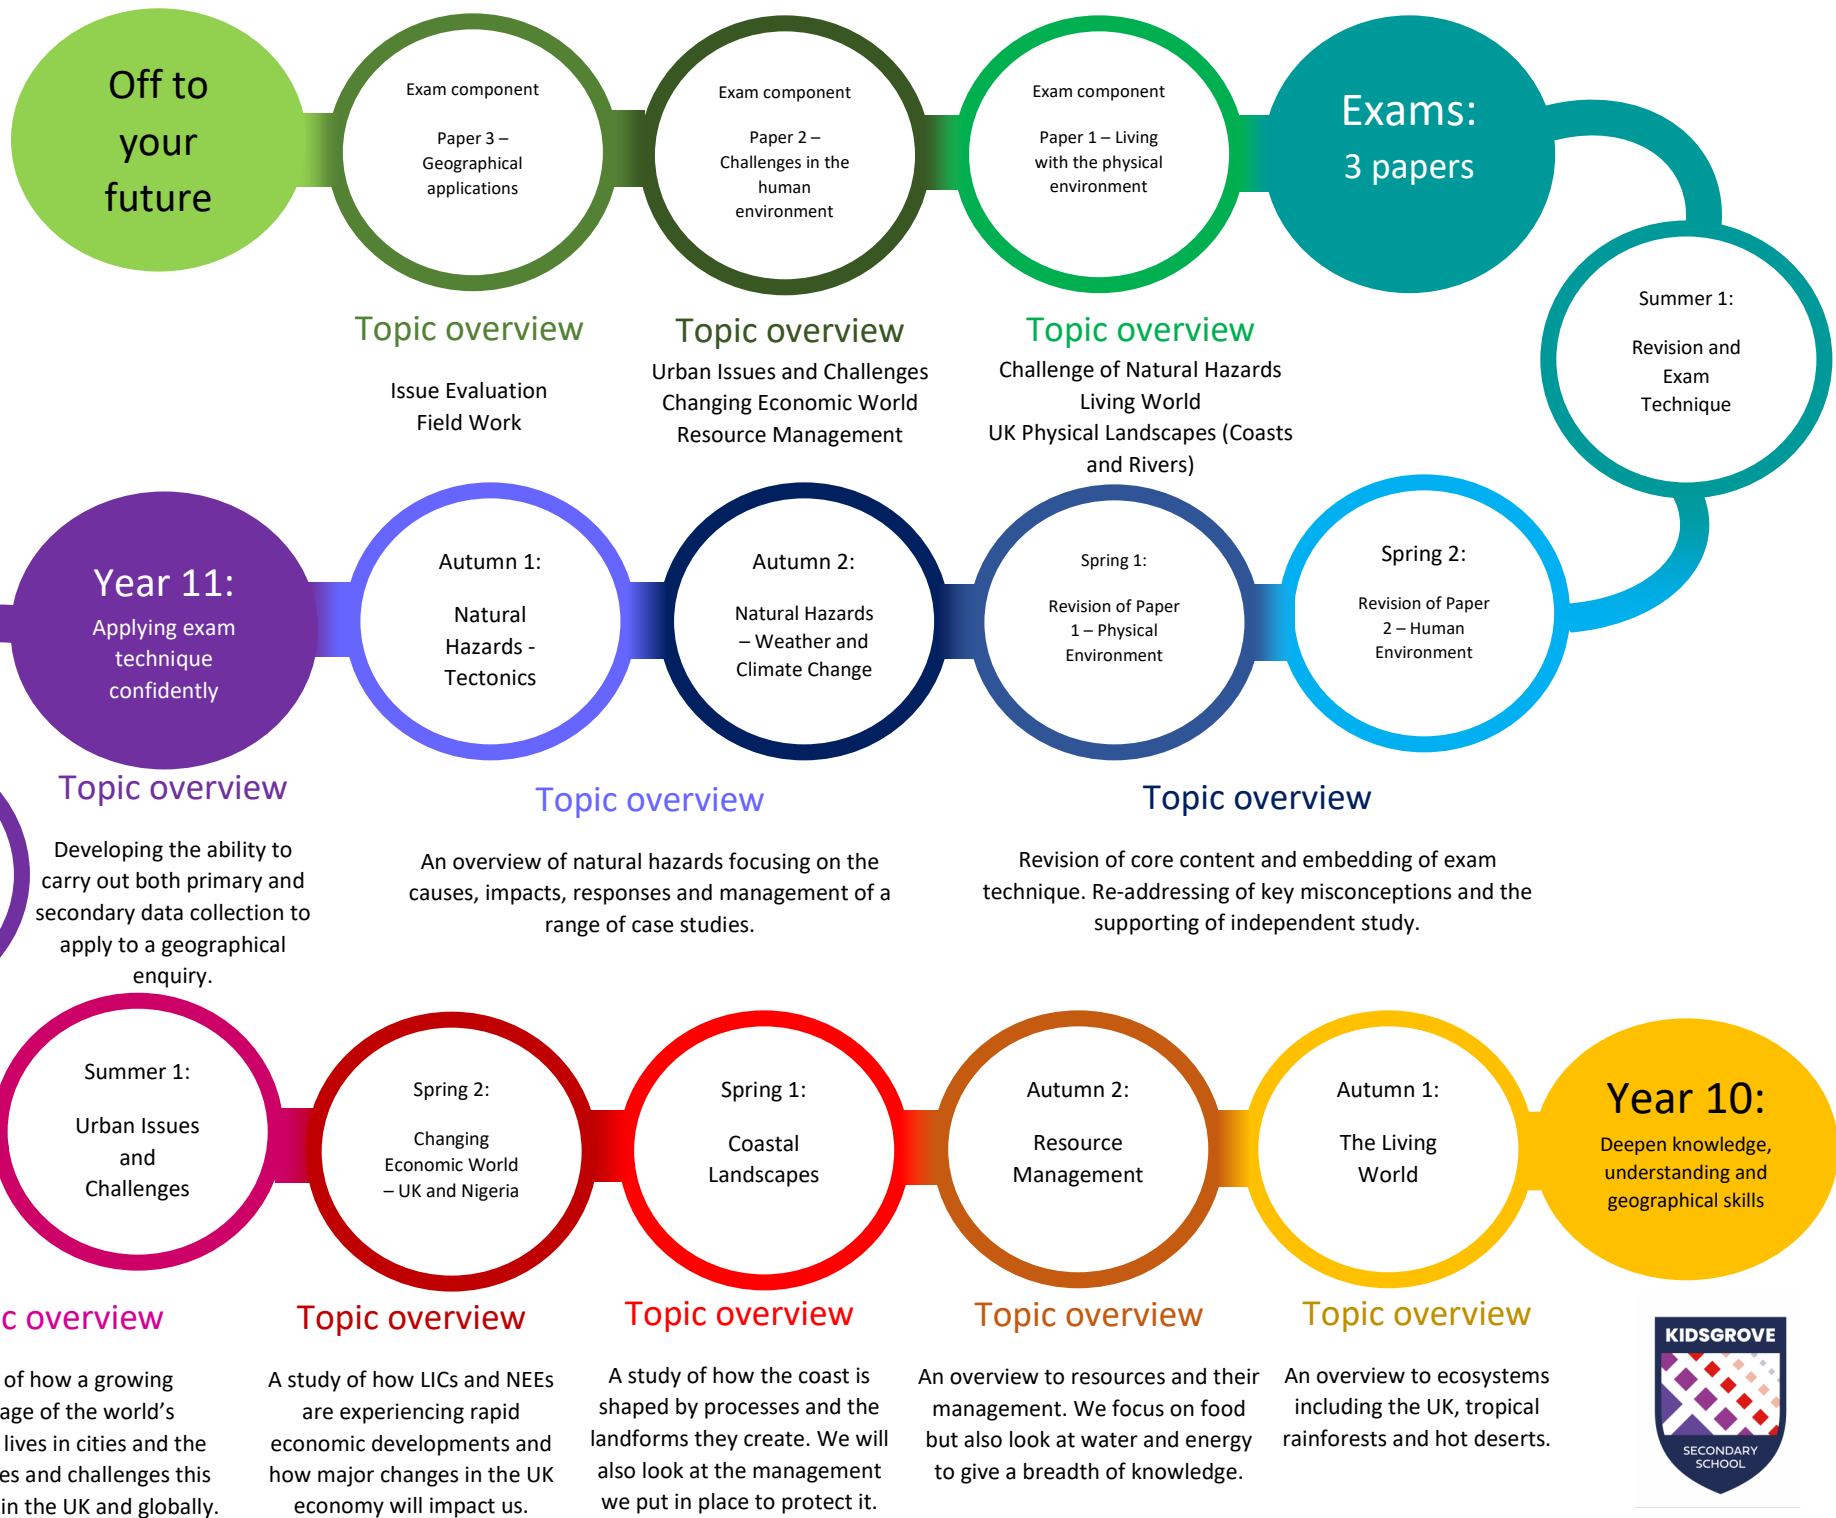 Off to
your
future
Exam component
Paper 3 –
Geographical
applications
Exam component
Paper 2 –
Challenges in the
human
environment
Exam component
Paper 1 – Living
with the physical
environment
Exams:
3 papers
Topic overview
Issue Evaluation
Field Work
Topic overview
Urban Issues and Challenges
Changing Economic World
Resource Management
Topic overview
Challenge of Natural Hazards
Living World
UK Physical Landscapes (Coasts
and Rivers)
Summer 1:
Revision and
Exam
Technique
Year 11:
Applying exam
technique
confidently
Autumn 1:
Natural
Hazards -
Tectonics
Autumn 2:
Natural Hazards
– Weather and
Climate Change
Spring 1:
Revision of Paper
1 – Physical
Environment
Spring 2:
Revision of Paper
2 – Human
Environment
Topic overview
Developing the ability to
carry out both primary and
secondary data collection to
apply to a geographical
enquiry.
Topic overview
An overview of natural hazards focusing on the
causes, impacts, responses and management of a
range of case studies.
Topic overview
Revision of core content and embedding of exam
technique. Re-addressing of key misconceptions and the
supporting of independent study.
Summer 1:
Urban Issues
and
Challenges
Spring 2:
Changing
Economic World
– UK and Nigeria
Spring 1:
Coastal
Landscapes
Autumn 2:
Resource
Management
Autumn 1:
The Living
World
Year 10:
Deepen knowledge,
understanding and
geographical skills
c overview
of how a growing
age of the world's
lives in cities and the
es and challenges this
in the UK and globally.
Topic overview
A study of how LICs and NEEs
are experiencing rapid
economic developments and
how major changes in the UK
economy will impact us.
Topic overview
A study of how the coast is
shaped by processes and the
landforms they create. We will
also look at the management
we put in place to protect it.
Topic overview
An overview to resources and their
management. We focus on food
but also look at water and energy
to give a breadth of knowledge.
Topic overview
An overview to ecosystems
including the UK, tropical
rainforests and hot deserts.
KIDSGROVE
SECONDARY
SCHOOL